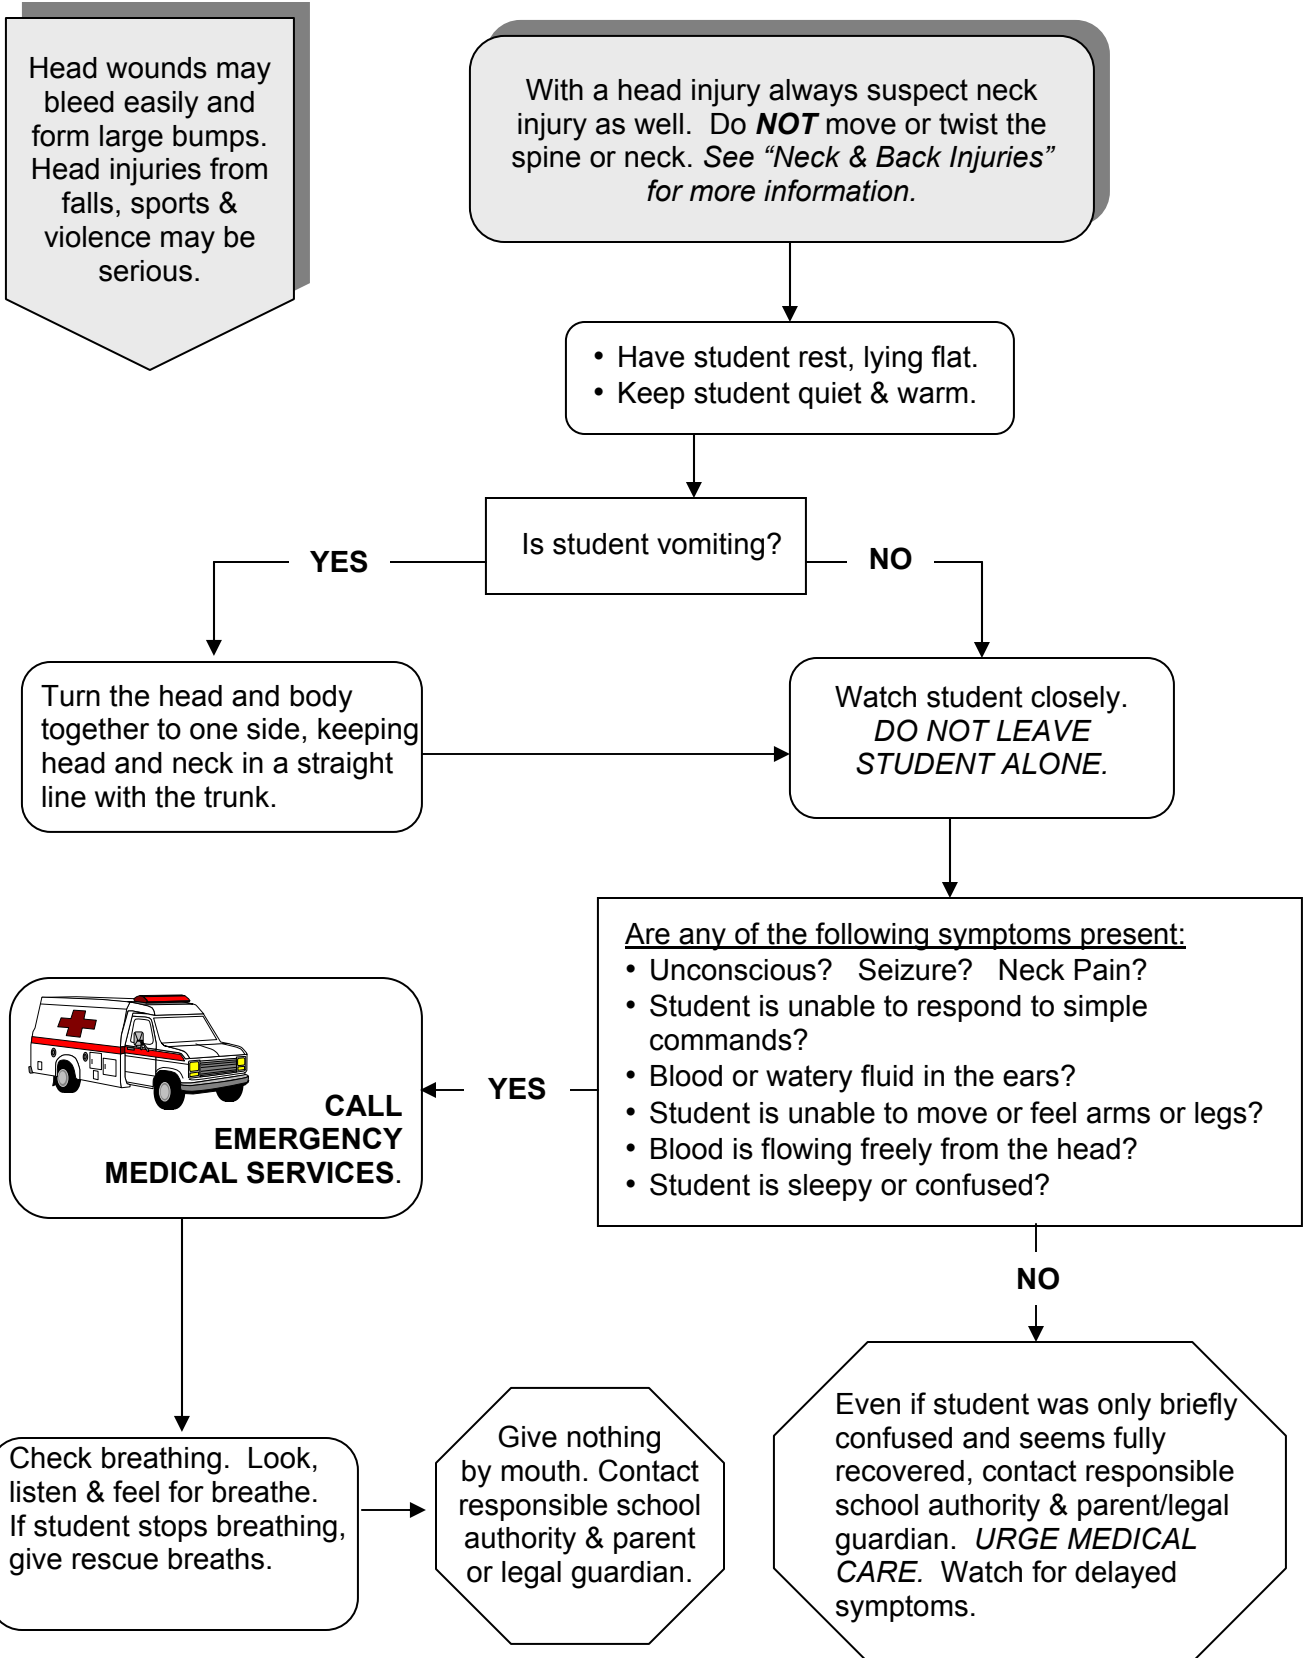 Head wounds may
bleed easily and
form large bumps.
Head injuries from
falls, sports &
violence may be
serious.
With a head injury always suspect neck
injury as well.  Do NOT move or twist the
spine or neck. See “Neck & Back Injuries”
for more information.
• Have student rest, lying flat.
• Keep student quiet & warm.
Is student vomiting?
YES
NO
Turn the head and body
together to one side, keeping
head and neck in a straight
line with the trunk.
Watch student closely.
DO NOT LEAVE
STUDENT ALONE.
Are any of the following symptoms present:
• Unconscious?   Seizure?   Neck Pain?
• Student is unable to respond to simple
commands?
• Blood or watery fluid in the ears?
• Student is unable to move or feel arms or legs?
• Blood is flowing freely from the head?
• Student is sleepy or confused?
YES
CALL
EMERGENCY
MEDICAL SERVICES.
NO
Check breathing.  Look,
listen & feel for breathe.
If student stops breathing,
give rescue breaths.
Give nothing
by mouth. Contact
responsible school
authority & parent
or legal guardian.
Even if student was only briefly
confused and seems fully
recovered, contact responsible
school authority & parent/legal
guardian.  URGE MEDICAL
CARE.  Watch for delayed
symptoms.